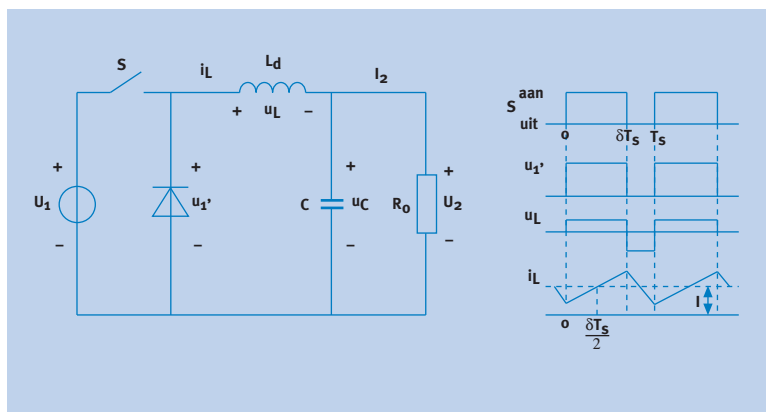 S
iL
Ld
I2
+ uL –
+
U1
–
+
u1'
–
+
C uC
–
+
Ro U2
–
S aan
uit
o δTs Ts
u1'
uL
iL
I
o δTs
2